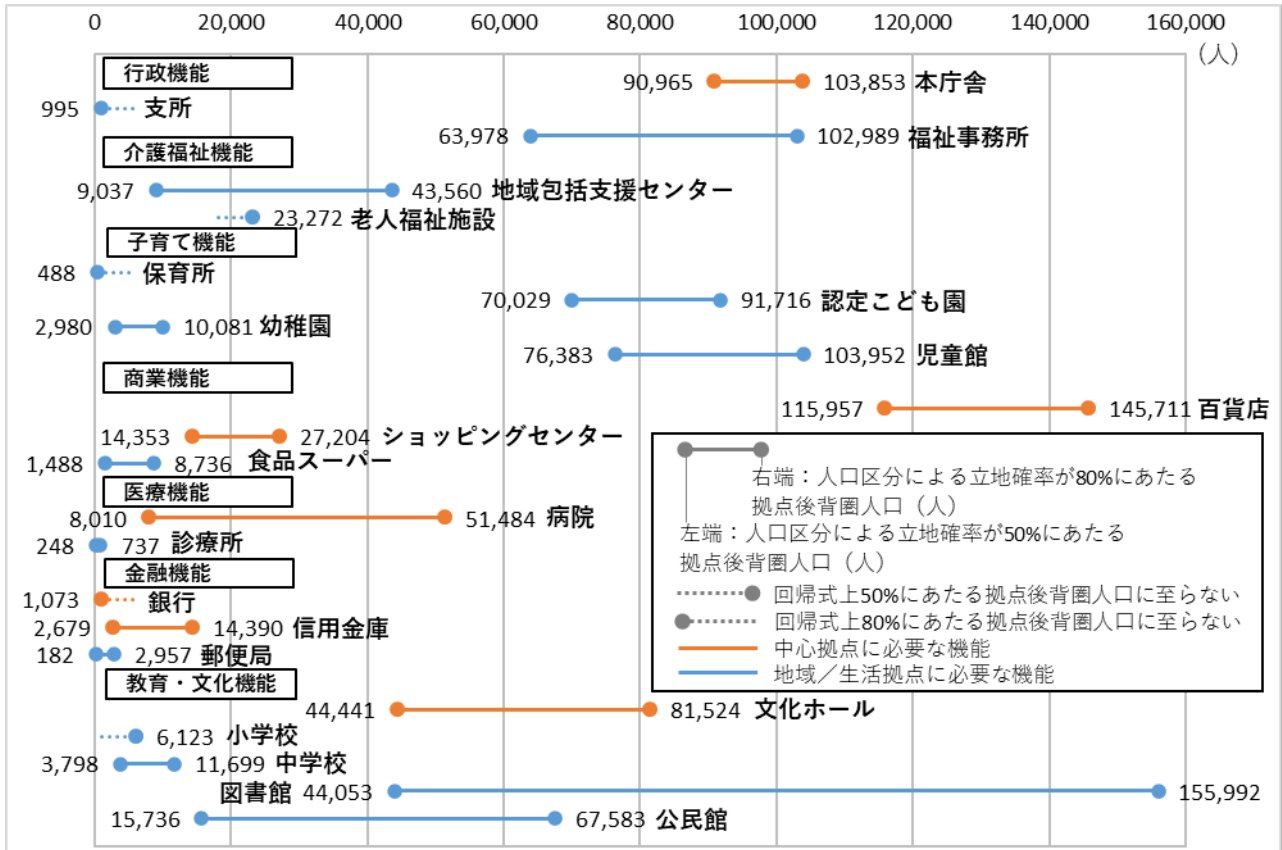 0 20,000 40,000 60,000 80,000 100,000 120,000 140,000 160,000
（人）
行政機能
90,965 103,853 本庁舎
995 支所
63,978 102,989 福祉事務所
介護福祉機能
9,037 43,560 地域包括支援センター
23,272 老人福祉施設
子育て機能
488 保育所
70,029 91,716 認定こども園
2,980 10,081 幼稚園
76,383 103,952 児童館
商業機能
115,957 145,711 百貨店
14,353 27,204 ショッピングセンター
1,488 8,736 食品スーパー
医療機能
8,010 51,484 病院
248 737 診療所
金融機能
1,073 銀行
2,679 14,390 信用金庫
182 2,957 郵便局
教育・文化機能
44,441 81,524 文化ホール
6,123 小学校
3,798 11,699 中学校
図書館 44,053 155,992
15,736 67,583 公民館
右端：人口区分による立地確率が80%にあたる
拠点後背圏人口（人）
左端：人口区分による立地確率が50%にあたる
拠点後背圏人口（人）
回帰式上50%にあたる拠点後背圏人口に至らない
回帰式上80%にあたる拠点後背圏人口に至らない
中心拠点に必要な機能
地域／生活拠点に必要な機能